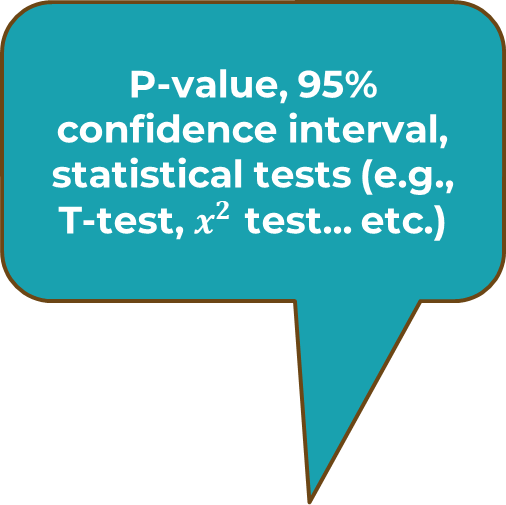 P-value, 95%
confidence interval,
statistical tests (e.g.,
T-test, x² test... etc.)